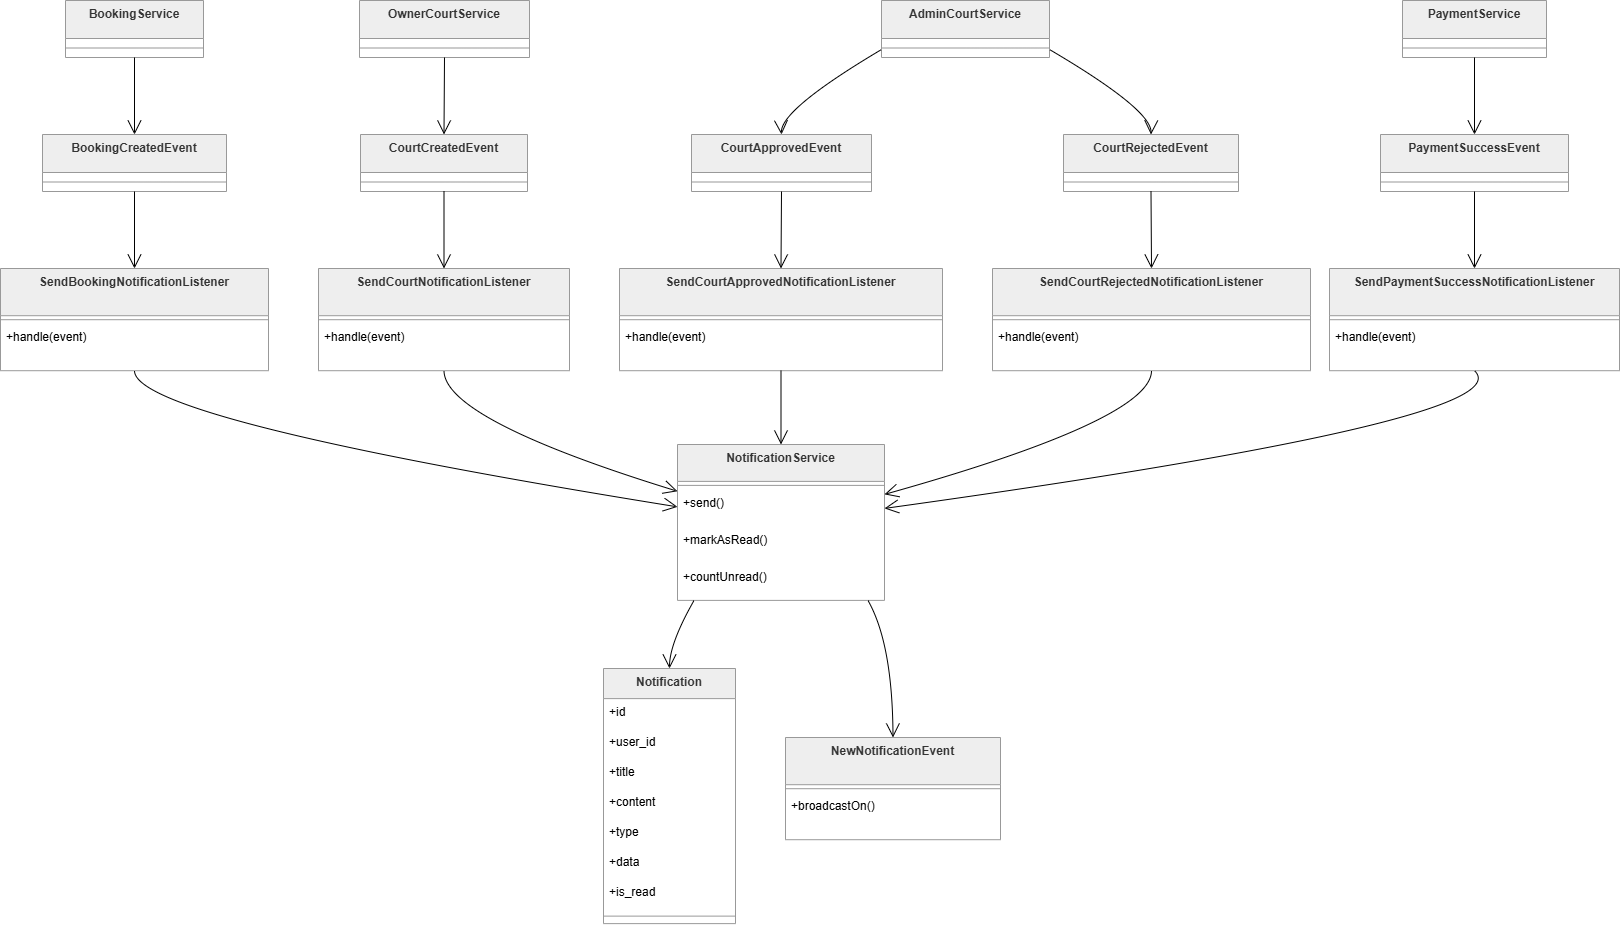 BookingService
OwnerCourtService
AdminCourtService
PaymentService
BookingCreatedEvent
CourtCreatedEvent
CourtApprovedEvent
CourtRejectedEvent
PaymentSuccessEvent
SendBookingNotificationListener
+handle(event)
SendCourtNotificationListener
+handle(event)
SendCourtApprovedNotificationListener
+handle(event)
SendCourtRejectedNotificationListener
+handle(event)
SendPaymentSuccessNotificationListener
+handle(event)
NotificationService
+send()
+markAsRead()
+countUnread()
Notification
+id
+user_id
+title
+content
+type
+data
+is_read
NewNotificationEvent
+broadcastOn()